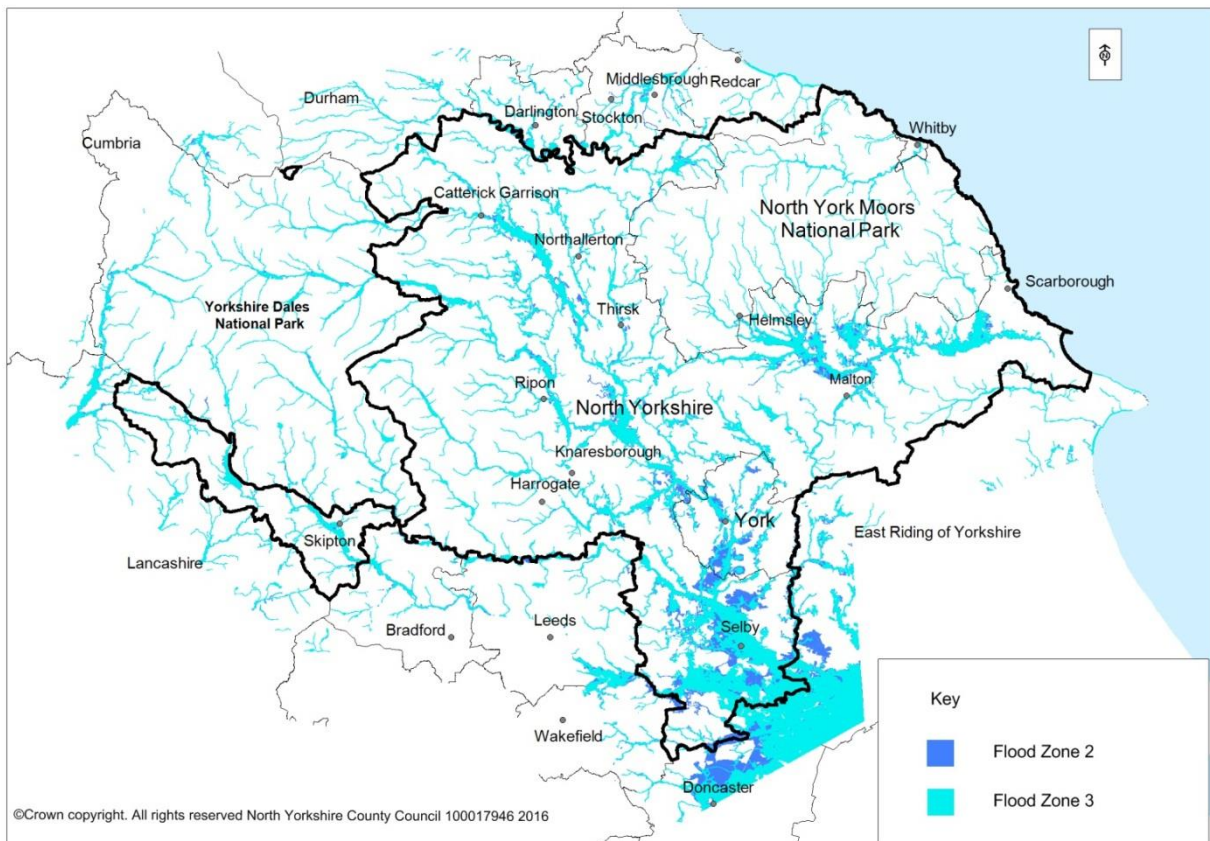 N
Middlesbrough
Redcar
Durham
Darlington
Stockton
Whitby
Cumbria
Catterick Garrison
North York Moors
National Park
Northallerton
Scarborough
Yorkshire Dales
National Park
Thirsk
Helmsley
Ripon
Malton
North Yorkshire
Knaresborough
Harrogate
York
East Riding of Yorkshire
Skipton
Lancashire
Bradford
Leeds
Selby
Wakefield
Doncaster
Key
Flood Zone 2
Flood Zone 3
©Crown copyright. All rights reserved North Yorkshire County Council 100017946 2016